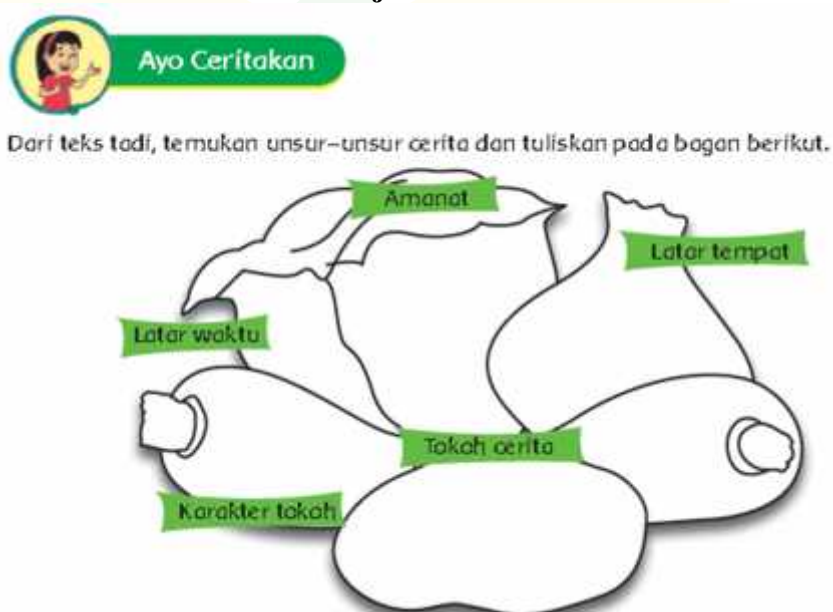 Ayo Ceritakan
Dari teks tadi, temukan unsur-unsur cerita dan tuliskan pada bagan berikut.
Amanat
Latar tempat
Latar waktu
Tokoh cerita
Karakter tokoh